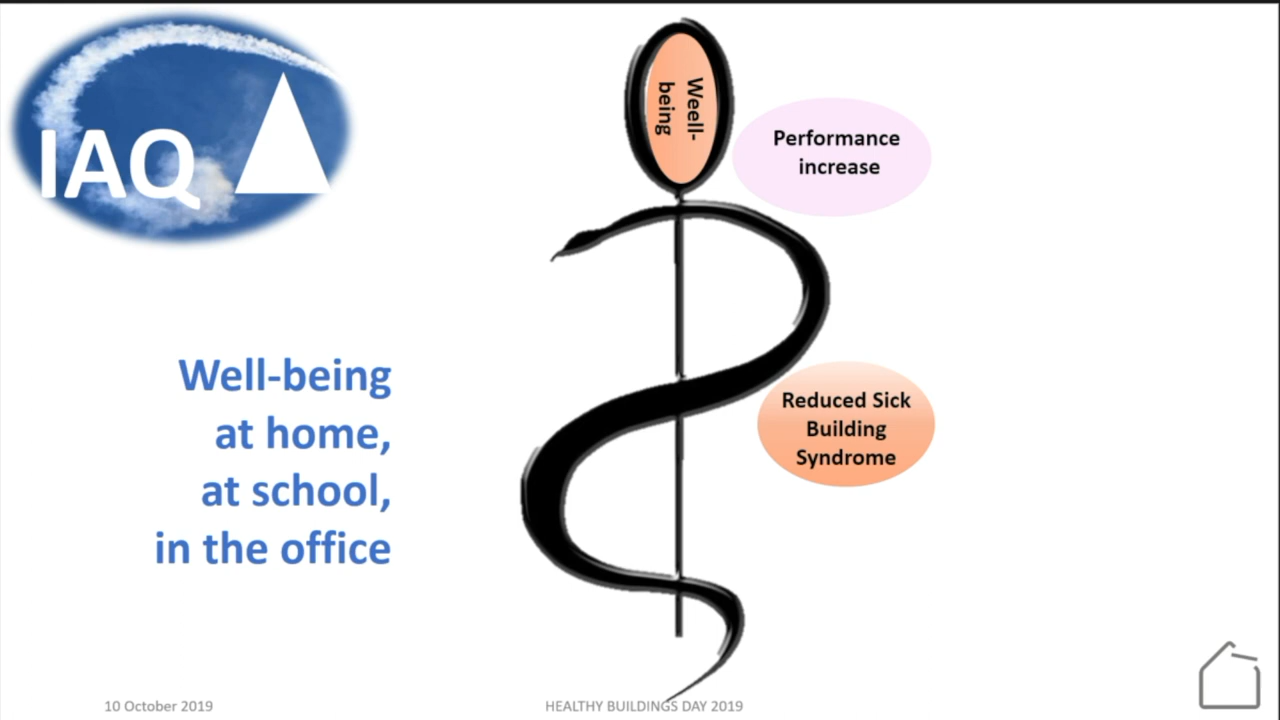 IAQ
Weell-
being
Performance
increase
Well-being
at home,
at school,
in the office
Reduced Sick
Building
Syndrome
10 October 2019
HEALTHY BUILDINGS DAY 2019